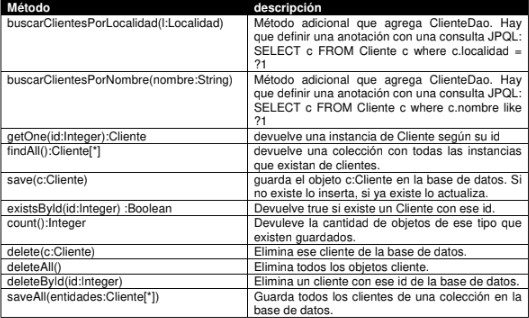 Método descripción
buscarClientesPorLocalidad(l:Localidad) Método adicional que agrega ClienteDao. Hay
que definir una anotación con una consulta JPQL:
SELECT c FROM Cliente c where c.localidad =
?1
buscarClientesPorNombre(nombre:String) Método adicional que agrega ClienteDao. Hay
que definir una anotación con una consulta JPQL:
SELECT c FROM Cliente c where c.nombre like
?1
getOne(id:Integer):Cliente devuelve una instancia de Cliente según su id
findAll():Cliente[*] devuelve una colección con todas las instancias
que existan de clientes.
save(c:Cliente) guarda el objeto c:Cliente en la base de datos. Si
no existe lo inserta, si ya existe lo actualiza.
existsById(id:Integer) :Boolean Devuelve true si existe un Cliente con ese id.
count():Integer Devuleve la cantidad de objetos de ese tipo que
existen guardados.
delete(c:Cliente) Elimina ese cliente de la base de datos.
deleteAll() Elimina todos los objetos cliente.
deleteById(id:Integer) Elimina un cliente con ese id de la base de datos.
saveAll(entidades:Cliente[*]) Guarda todos los clientes de una colección en la
base de datos.